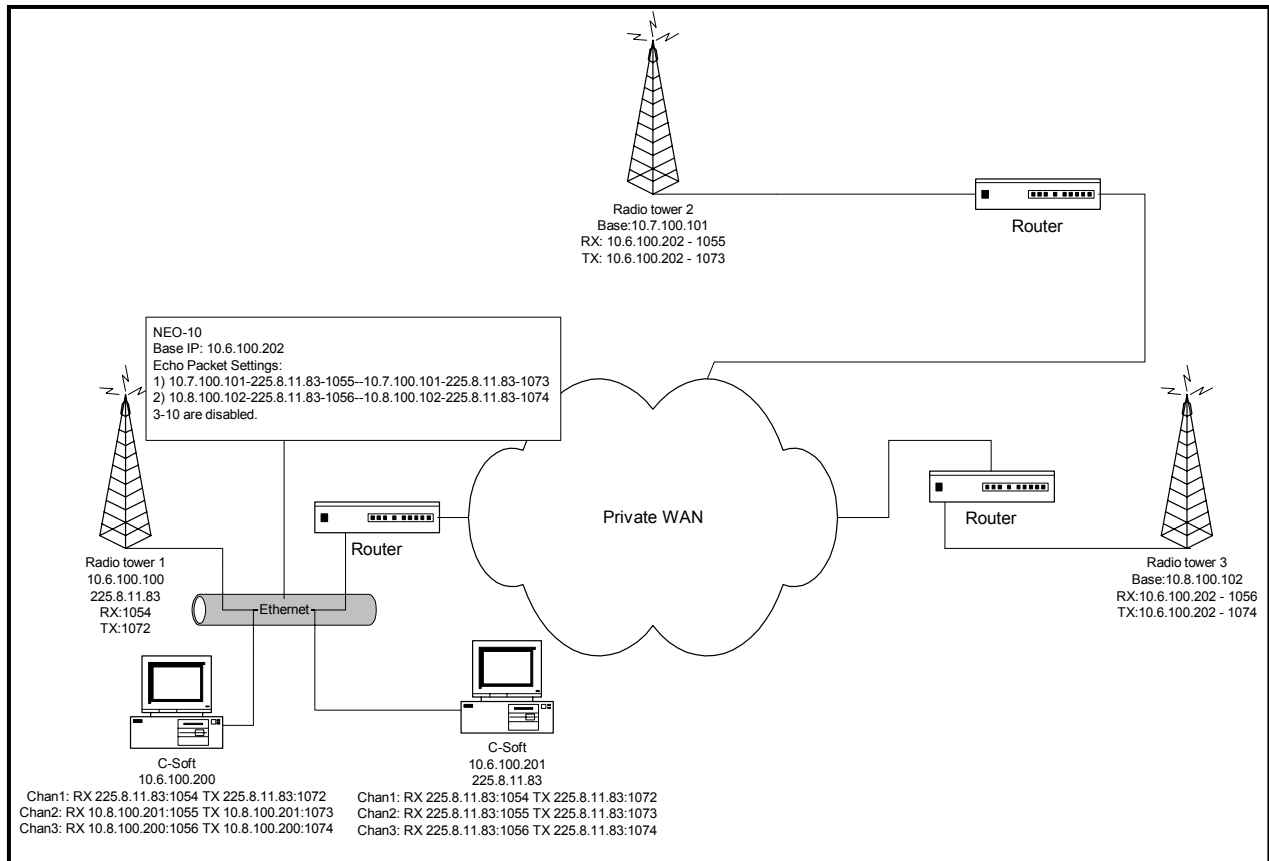 Radio tower 2
Base:10.7.100.101
RX: 10.6.100.202 - 1055
TX: 10.6.100.202 - 1073
Router
NEO-10
Base IP: 10.6.100.202
Echo Packet Settings:
1) 10.7.100.101-225.8.11.83-1055--10.7.100.101-225.8.11.83-1073
2) 10.8.100.102-225.8.11.83-1056--10.8.100.102-225.8.11.83-1074
3-10 are disabled.
Router
Private WAN
Router
Radio tower 1
10.6.100.100
225.8.11.83
RX:1054
TX:1072
Ethernet
Radio tower 3
Base:10.8.100.102
RX:10.6.100.202 - 1056
TX:10.6.100.202 - 1074
C-Soft
10.6.100.200
Chan1: RX 225.8.11.83:1054 TX 225.8.11.83:1072
Chan2: RX 10.8.100.201:1055 TX 10.8.100.201:1073
Chan3: RX 10.8.100.200:1056 TX 10.8.100.200:1074
C-Soft
10.6.100.201
225.8.11.83
Chan1: RX 225.8.11.83:1054 TX 225.8.11.83:1072
Chan2: RX 225.8.11.83:1055 TX 225.8.11.83:1073
Chan3: RX 225.8.11.83:1056 TX 225.8.11.83:1074